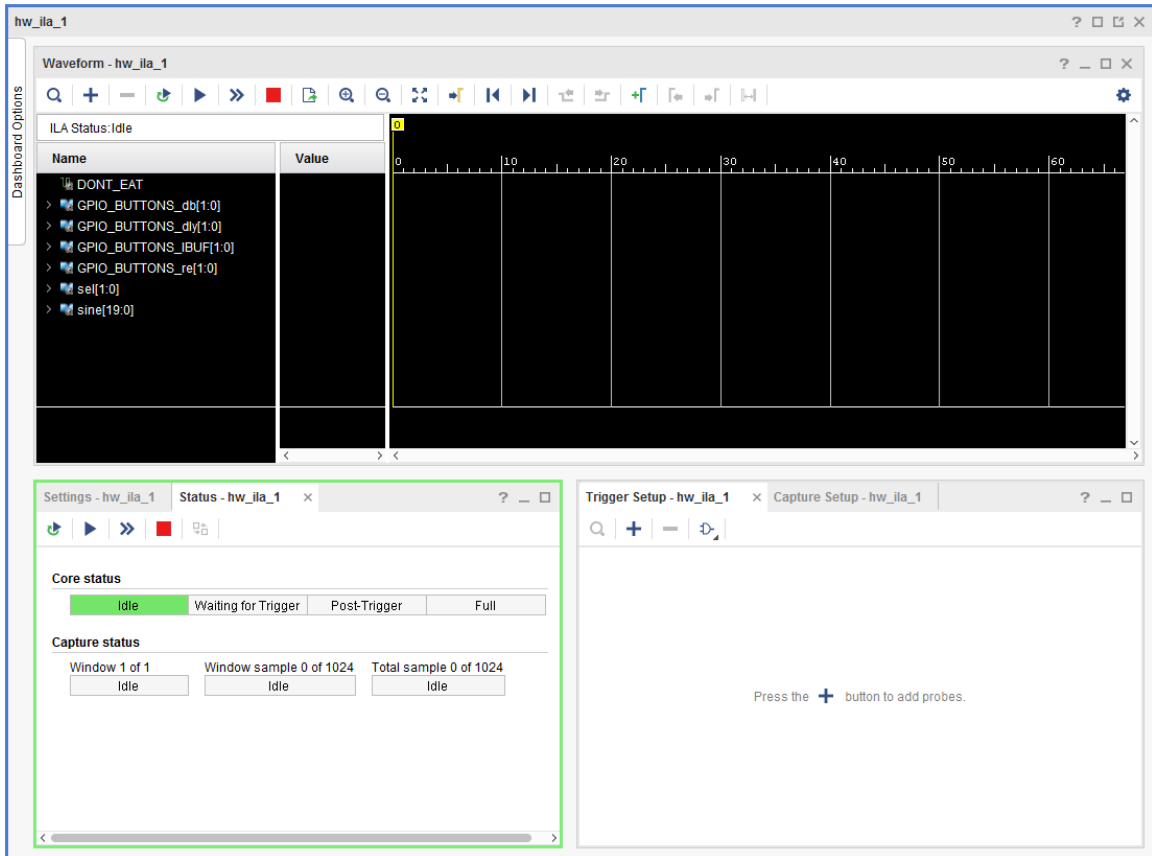 hw_ila_1
Dashboard Options
Waveform - hw_ila_1
ILA Status:Idle
Name Value
0
0 10 20 30 40 50 60
DONT_EAT
GPIO_BUTTONS_db[1:0]
GPIO_BUTTONS_dly[1:0]
GPIO_BUTTONS_IBUF[1:0]
GPIO_BUTTONS_re[1:0]
sel[1:0]
sine[19:0]
Settings - hw_ila_1 Status - hw_ila_1
Core status
Idle Waiting for Trigger Post-Trigger Full
Capture status
Window 1 of 1 Window sample 0 of 1024 Total sample 0 of 1024
Idle Idle Idle
Trigger Setup - hw_ila_1 Capture Setup - hw_ila_1
Press the + button to add probes.